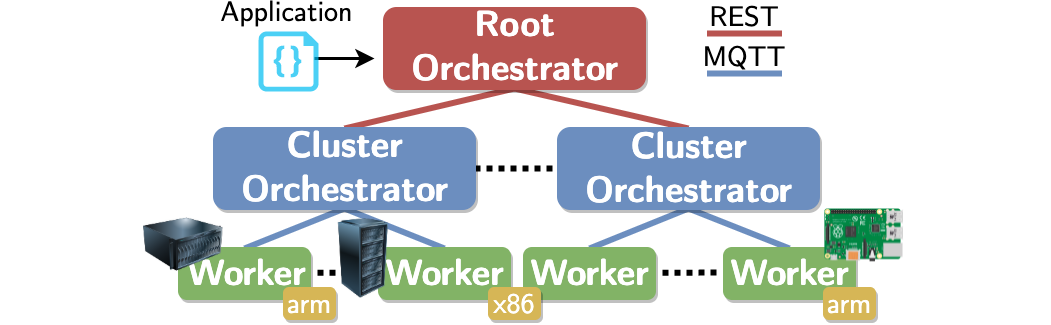 Application
{}
Root
Orchestrator
REST
MQTT
Cluster
Orchestrator
Cluster
Orchestrator
Worker
arm
Worker
x86
Worker
Worker
arm